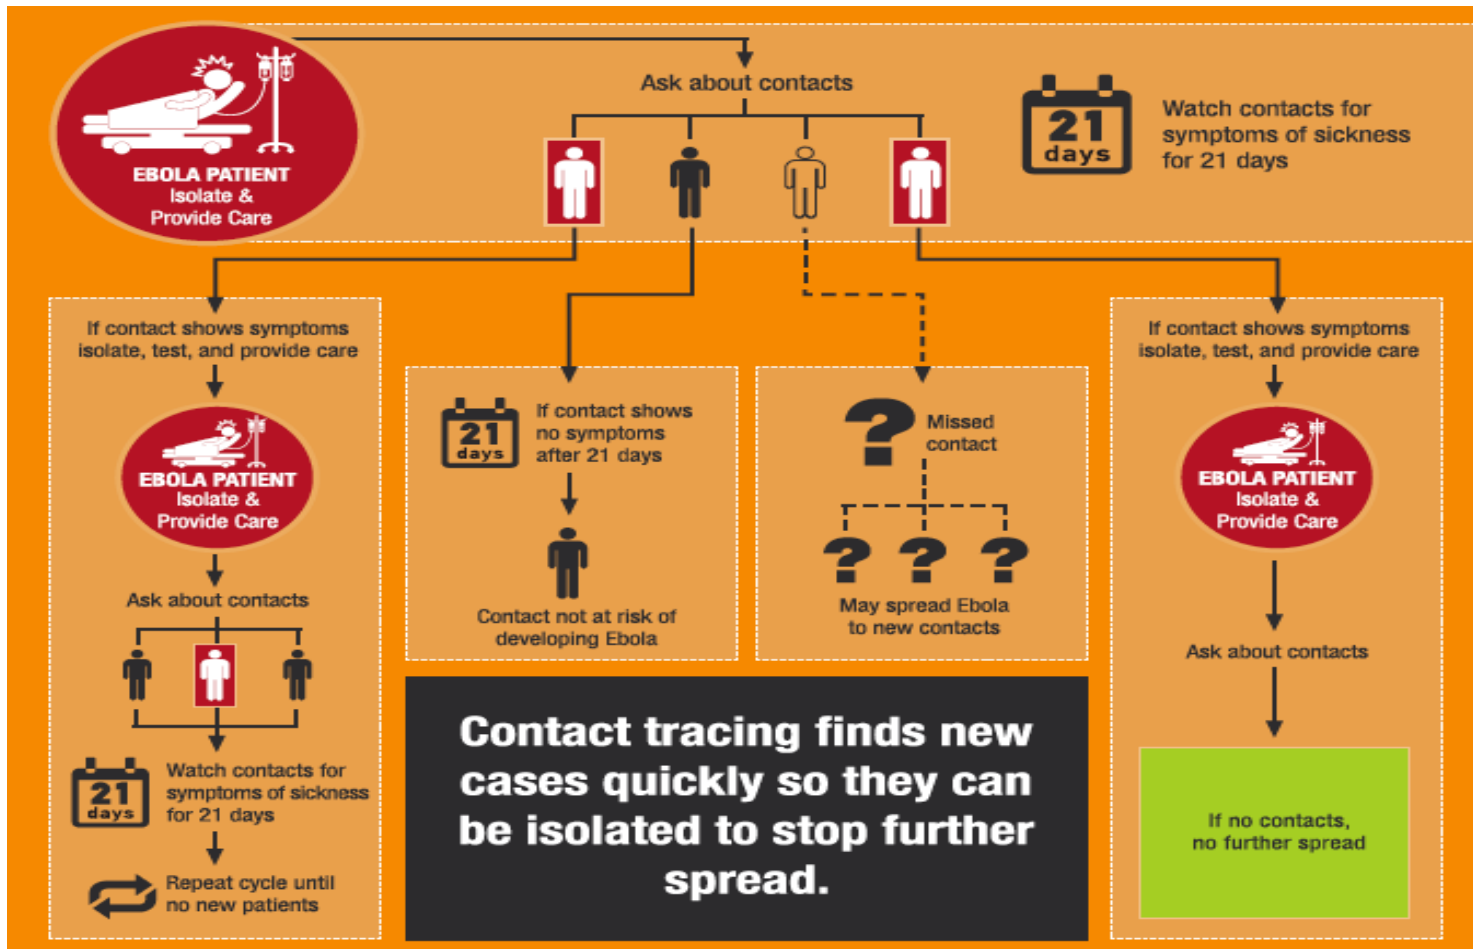 EBOLA PATIENT
Isolate &
Provide Care
Ask about contacts
21
days
Watch contacts for
symptoms of sickness
for 21 days
If contact shows symptoms
isolate, test, and provide care
EBOLA PATIENT
Isolate &
Provide Care
Ask about contacts
21
days
Watch contacts for
symptoms of sickness
for 21 days
Repeat cycle until
no new patients
21
days
If contact shows
no symptoms
after 21 days
Contact not at risk of
developing Ebola
?
Missed
contact
? ? ?
May spread Ebola
to new contacts
If contact shows symptoms
isolate, test, and provide care
EBOLA PATIENT
Isolate &
Provide Care
Ask about contacts
If no contacts,
no further spread
Contact tracing finds new
cases quickly so they can
be isolated to stop further
spread.